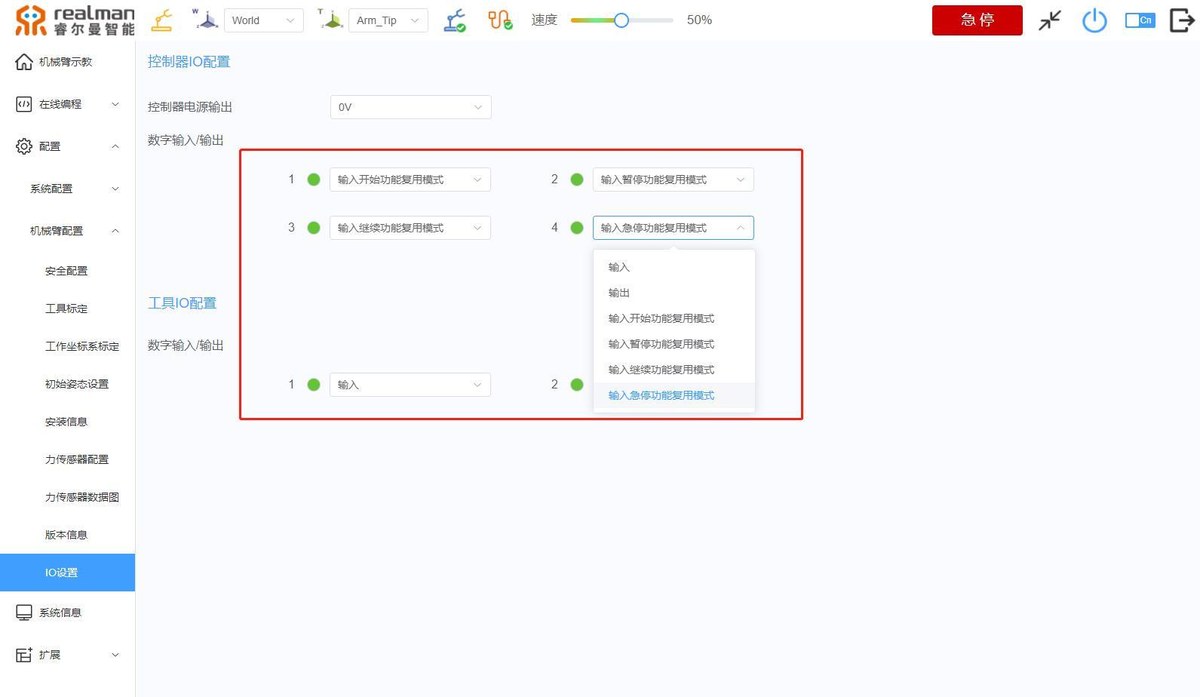 realman
睿尔曼智能
W
World
T
Arm_Tip
速度
50%
急停
Cn
机械臂示教
在线编程
配置
系统配置
机械臂配置
安全配置
工具标定
工作坐标系标定
初始姿态设置
安装信息
力传感器配置
力传感器数据图
版本信息
IO设置
系统信息
扩展
控制器IO配置
控制器电源输出
0V
数字输入/输出
1 输入开始功能复用模式
2 输入暂停功能复用模式
3 输入继续功能复用模式
4 输入急停功能复用模式
输入
输出
输入开始功能复用模式
输入暂停功能复用模式
输入继续功能复用模式
输入急停功能复用模式
工具IO配置
数字输入/输出
1 输入
2